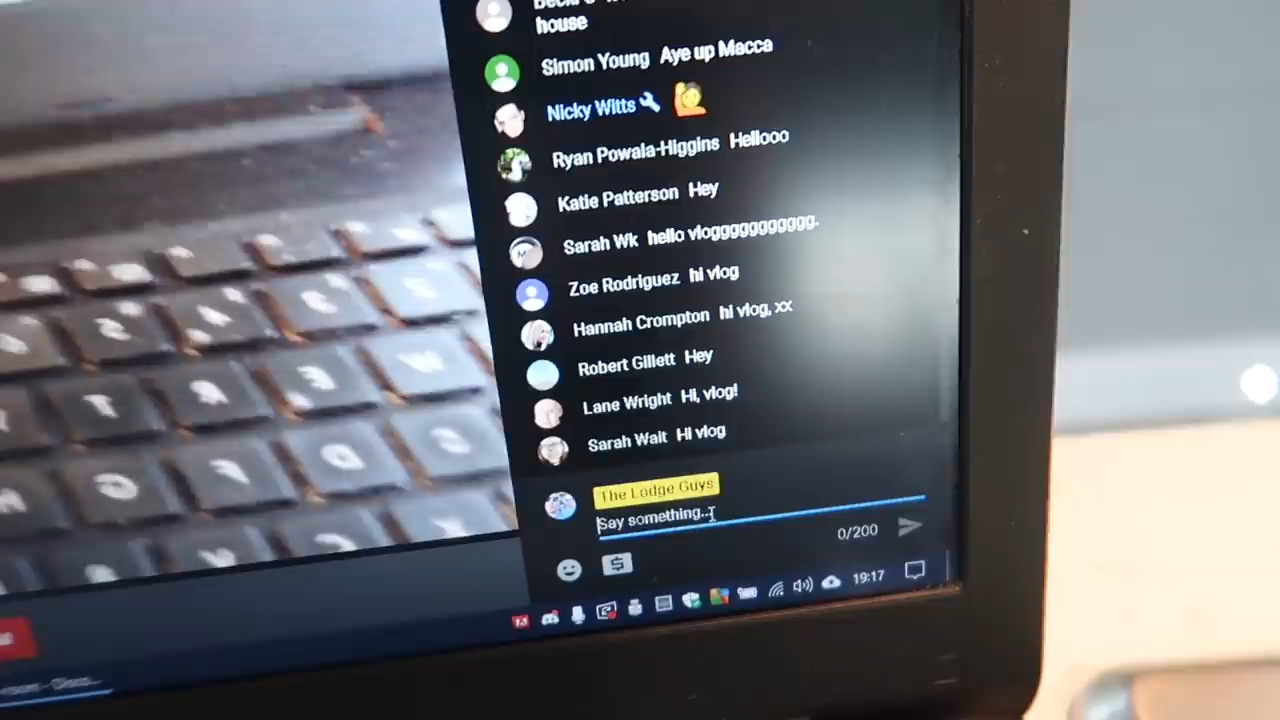 house
Simon Young Aye up Macca
Nicky Witts 🔧 🙋
Ryan Powala-Higgins Hellooo
Katie Patterson Hey
Sarah Wk hello vloggggggggggg.
Zoe Rodriguez hi vlog
Hannah Crompton hi vlog, xx
Robert Gillett Hey
Lane Wright Hi, vlog!
Sarah Wait Hi vlog
The Lodge Guys
Say something...
0/200
19:17